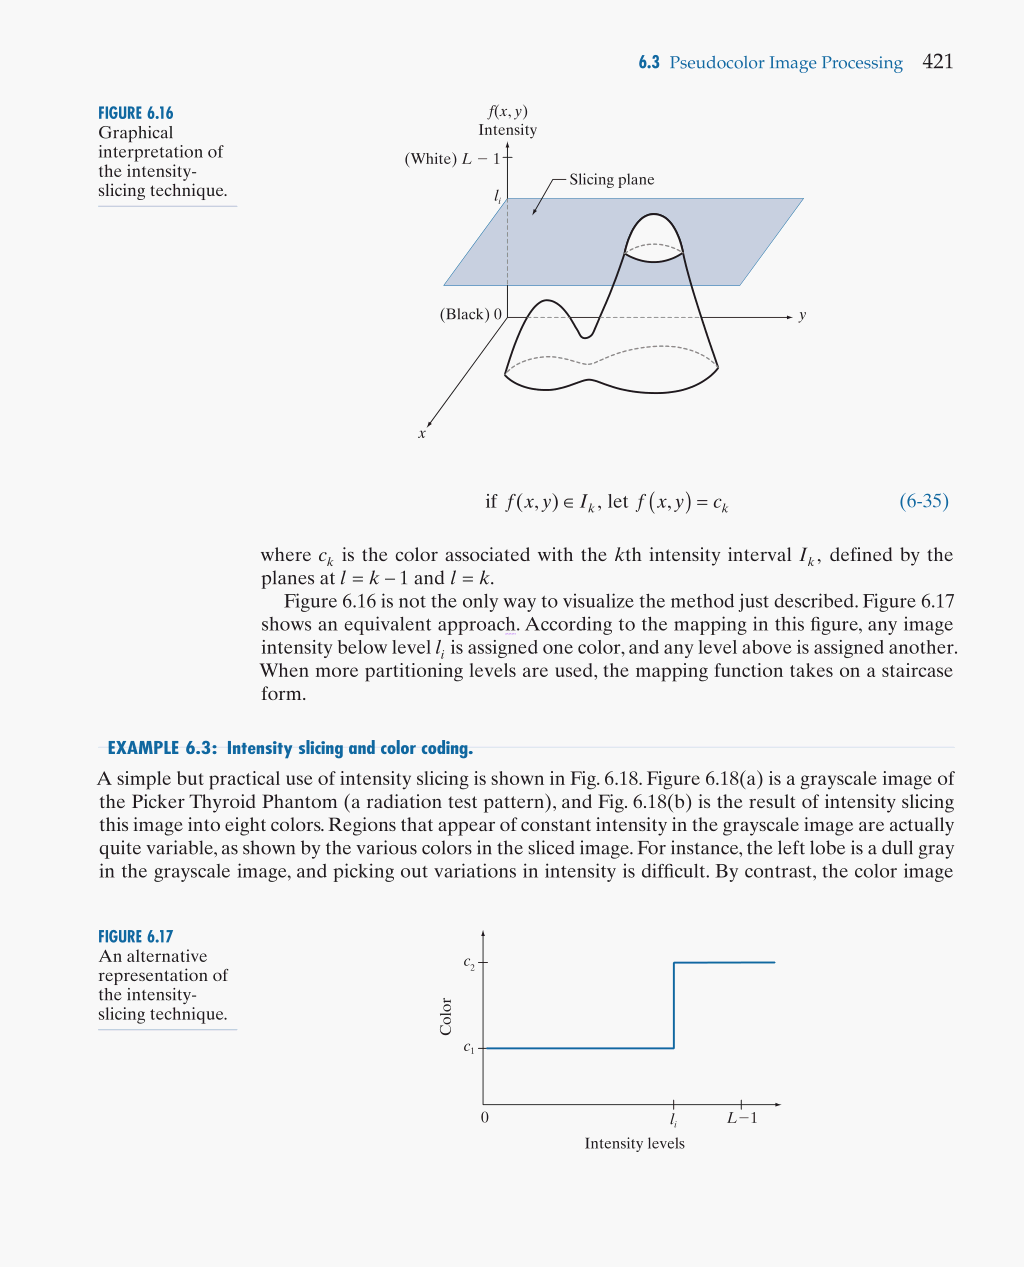 6.3 Pseudocolor Image Processing 421
FIGURE 6.16
Graphical
interpretation of
the intensity-
slicing technique.
f(x, y)
Intensity
(White) L − 1
Slicing plane
lᵢ
(Black) 0
y
x
if f(x, y) ∈ Iₖ, let f(x, y) = cₖ (6-35)
where cₖ is the color associated with the kth intensity interval Iₖ, defined by the
planes at l = k − 1 and l = k.
Figure 6.16 is not the only way to visualize the method just described. Figure 6.17
shows an equivalent approach. According to the mapping in this figure, any image
intensity below level lᵢ is assigned one color, and any level above is assigned another.
When more partitioning levels are used, the mapping function takes on a staircase
form.
EXAMPLE 6.3: Intensity slicing and color coding.
A simple but practical use of intensity slicing is shown in Fig. 6.18. Figure 6.18(a) is a grayscale image of
the Picker Thyroid Phantom (a radiation test pattern), and Fig. 6.18(b) is the result of intensity slicing
this image into eight colors. Regions that appear of constant intensity in the grayscale image are actually
quite variable, as shown by the various colors in the sliced image. For instance, the left lobe is a dull gray
in the grayscale image, and picking out variations in intensity is difficult. By contrast, the color image
FIGURE 6.17
An alternative
representation of
the intensity-
slicing technique.
c₂
Color
c₁
0 lᵢ L−1
Intensity levels